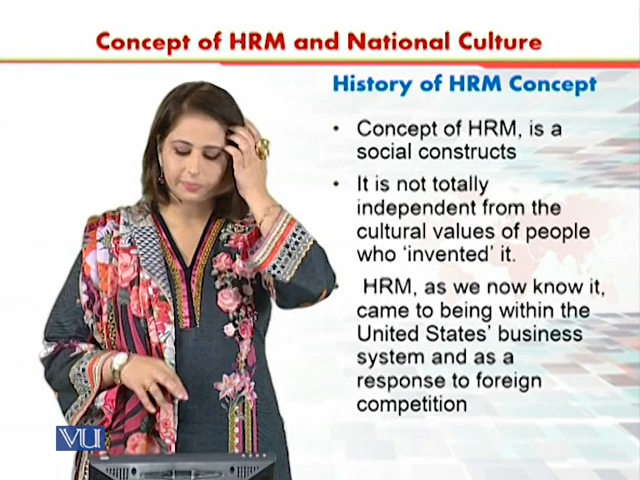 Concept of HRM and National Culture
History of HRM Concept
• Concept of HRM, is a
social constructs
• It is not totally
independent from the
cultural values of people
who ‘invented’ it.
• HRM, as we now know it,
came to being within the
United States’ business
system and as a
response to foreign
competition
VU